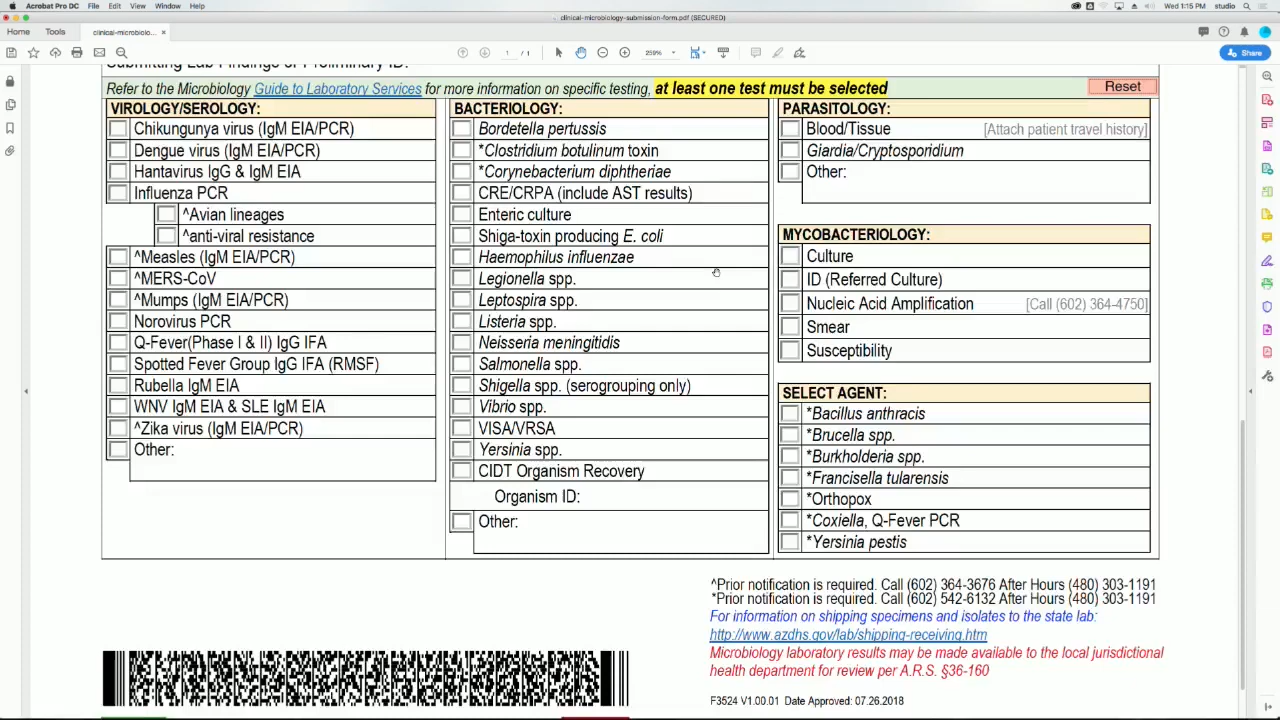 Acrobat Pro DC File Edit View Window Help
Wed 1:15 PM studio
clinical-microbiology-submission-form.pdf (SECURED)
Home Tools clinical-microbiolo... ×
Share
1 / 1 259%
Submitting Lab Findings or Preliminary ID:
Refer to the Microbiology Guide to Laboratory Services for more information on specific testing, at least one test must be selected
Reset
VIROLOGY/SEROLOGY:
Chikungunya virus (IgM EIA/PCR)
Dengue virus (IgM EIA/PCR)
Hantavirus IgG & IgM EIA
Influenza PCR
^Avian lineages
^anti-viral resistance
^Measles (IgM EIA/PCR)
^MERS-CoV
^Mumps (IgM EIA/PCR)
Norovirus PCR
Q-Fever(Phase I & II) IgG IFA
Spotted Fever Group IgG IFA (RMSF)
Rubella IgM EIA
WNV IgM EIA & SLE IgM EIA
^Zika virus (IgM EIA/PCR)
Other:
BACTERIOLOGY:
Bordetella pertussis
*Clostridium botulinum toxin
*Corynebacterium diphtheriae
CRE/CRPA (include AST results)
Enteric culture
Shiga-toxin producing E. coli
Haemophilus influenzae
Legionella spp.
Leptospira spp.
Listeria spp.
Neisseria meningitidis
Salmonella spp.
Shigella spp. (serogrouping only)
Vibrio spp.
VISA/VRSA
Yersinia spp.
CIDT Organism Recovery
Organism ID:
Other:
PARASITOLOGY:
Blood/Tissue [Attach patient travel history]
Giardia/Cryptosporidium
Other:
MYCOBACTERIOLOGY:
Culture
ID (Referred Culture)
Nucleic Acid Amplification [Call (602) 364-4750]
Smear
Susceptibility
SELECT AGENT:
*Bacillus anthracis
*Brucella spp.
*Burkholderia spp.
*Francisella tularensis
*Orthopox
*Coxiella, Q-Fever PCR
*Yersinia pestis
^Prior notification is required. Call (602) 364-3676 After Hours (480) 303-1191
*Prior notification is required. Call (602) 542-6132 After Hours (480) 303-1191
For information on shipping specimens and isolates to the state lab:
http://www.azdhs.gov/lab/shipping-receiving.htm
Microbiology laboratory results may be made available to the local jurisdictional
health department for review per A.R.S. §36-160
F3524 V1.00.01 Date Approved: 07.26.2018